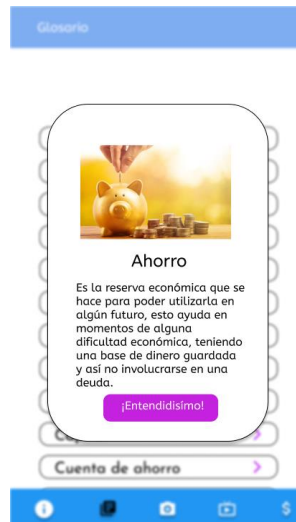 Glosario
Ahorro
Es la reserva económica que se
hace para poder utilizarla en
algún futuro, esto ayuda en
momentos de alguna
dificultad económica, teniendo
una base de dinero guardada
y así no involucrarse en una
deuda.
¡Entendidísimo!
Cuenta de ahorro
$